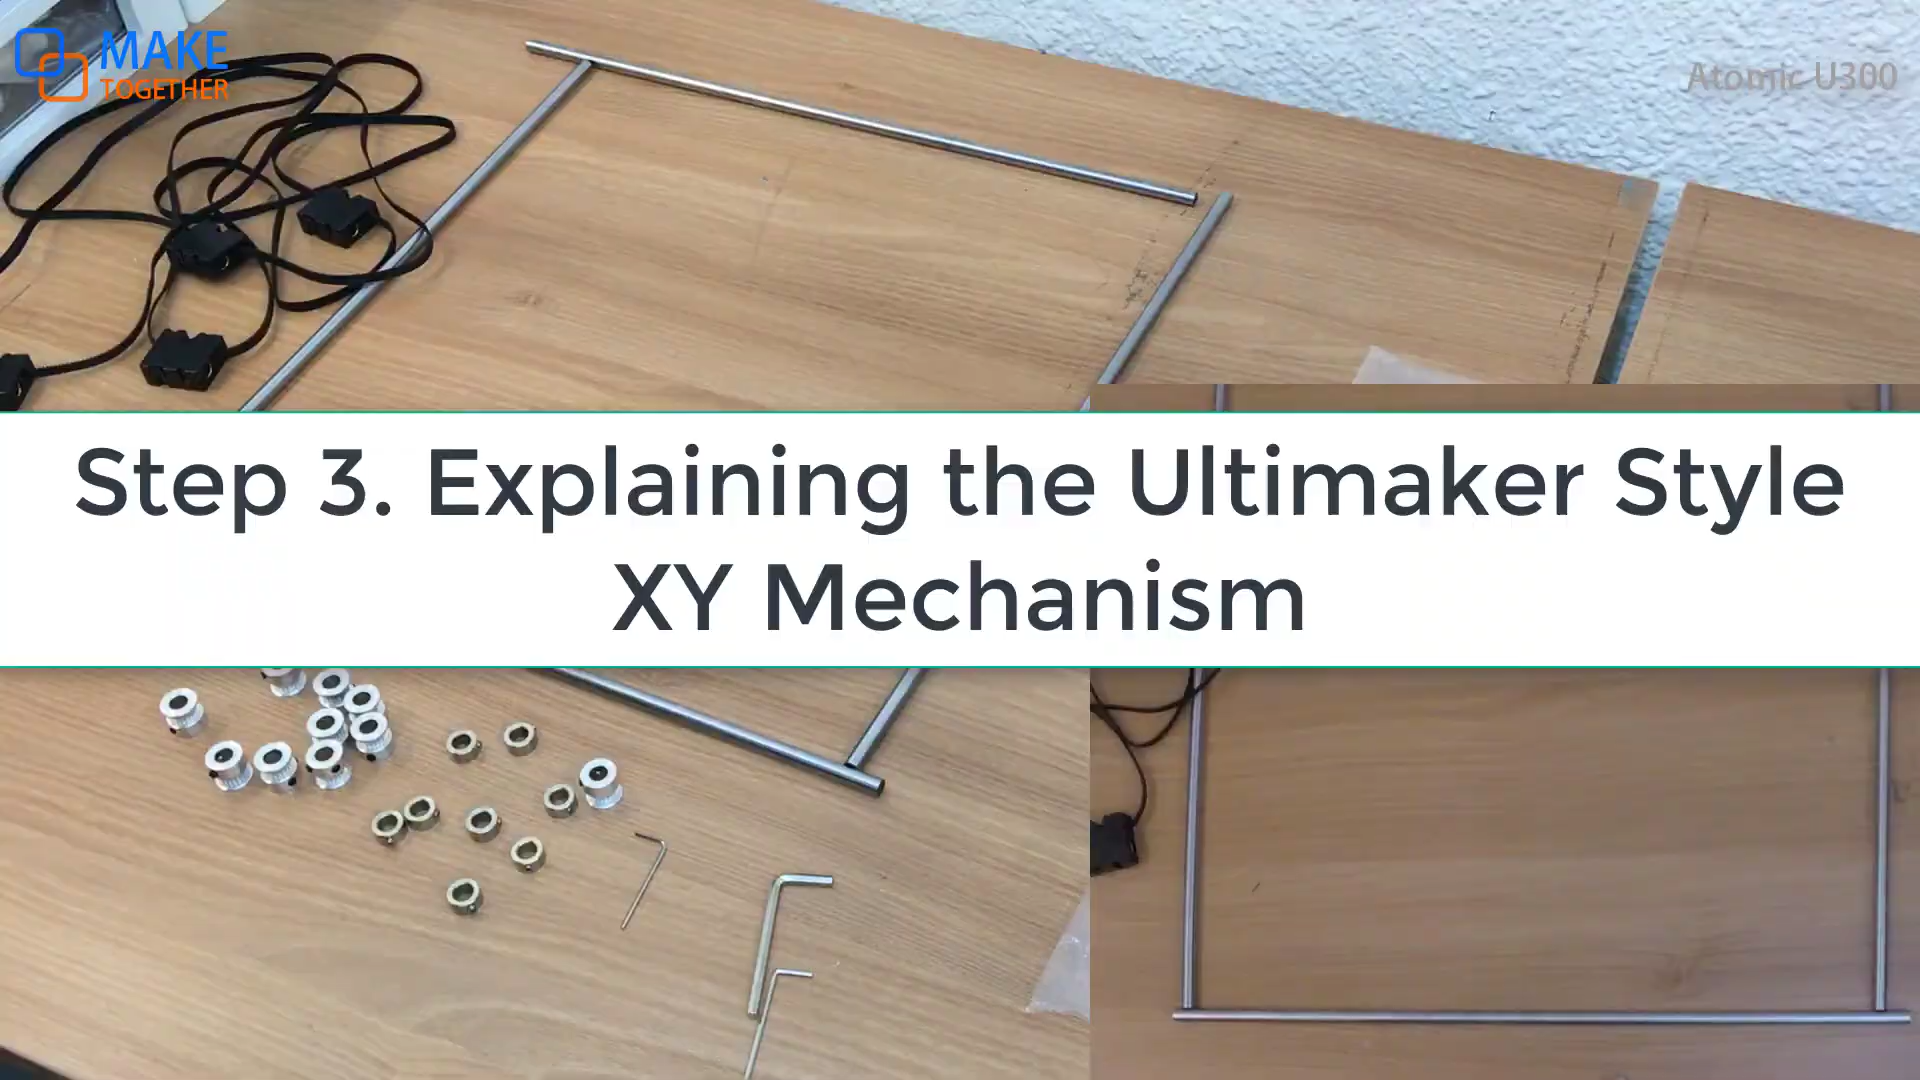 MAKE
TOGETHER
Atomic U300
Step 3. Explaining the Ultimaker Style
XY Mechanism